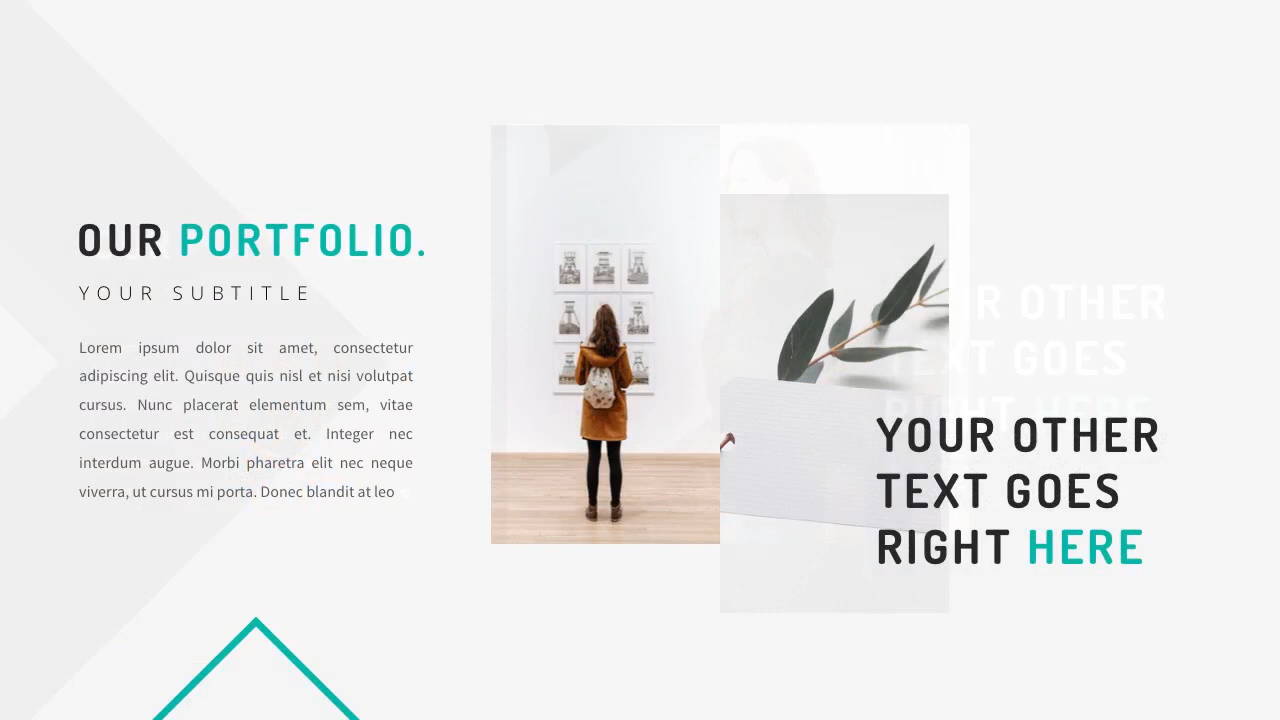 OUR PORTFOLIO.
YOUR SUBTITLE
Lorem ipsum dolor sit amet, consectetur
adipiscing elit. Quisque quis nisl et nisi volutpat
cursus. Nunc placerat elementum sem, vitae
consectetur est consequat et. Integer nec
interdum augue. Morbi pharetra elit nec neque
viverra, ut cursus mi porta. Donec blandit at leo
YOUR OTHER
TEXT GOES
RIGHT HERE